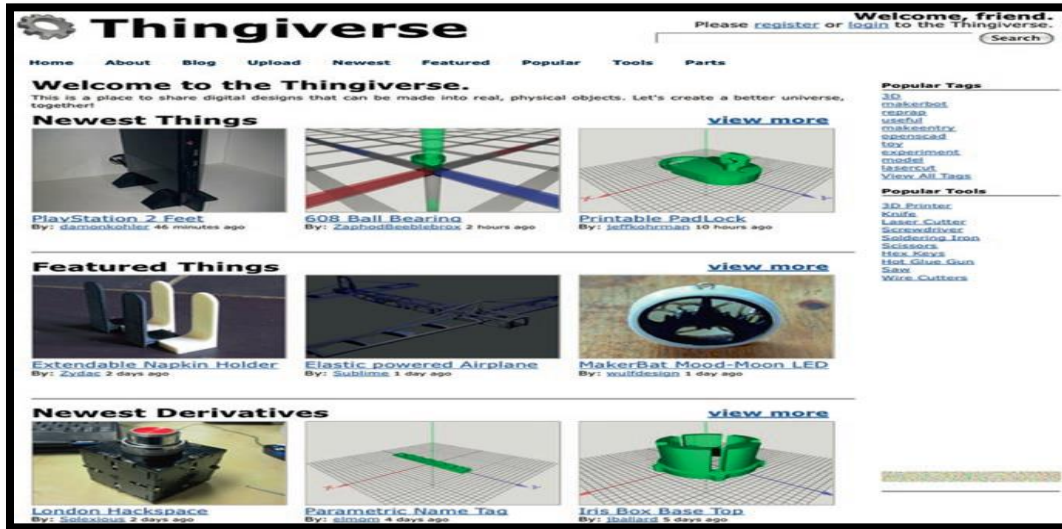 Thingiverse
Welcome, friend.
Please register or login to the Thingiverse.
Search
Home About Blog Upload Newest Featured Popular Tools Parts
Welcome to the Thingiverse.
This is a place to share digital designs that can be made into real, physical objects. Let's create a better universe,
together!
Newest Things view more
PlayStation 2 Feet
By: damonkohler 46 minutes ago
608 Ball Bearing
By: ZaphodBeeblebrox 2 hours ago
Printable PadLock
By: jeffkohrman 10 hours ago
Featured Things view more
Extendable Napkin Holder
By: Zydac 2 days ago
Elastic powered Airplane
By: Sublime 1 day ago
MakerBat Mood-Moon LED
By: wulfdesign 1 day ago
Newest Derivatives view more
London Hackspace
By: Solexious 2 days ago
Parametric Name Tag
By: elmom 4 days ago
Iris Box Base Top
By: jballard 5 days ago
Popular Tags
3D
makerbot
reprap
useful
makeentry
openscad
toy
experiment
model
lasercut
View All Tags
Popular Tools
3D Printer
Knife
Laser Cutter
Screwdriver
Soldering Iron
Scissors
Hex Keys
Hot Glue Gun
Saw
Wire Cutters